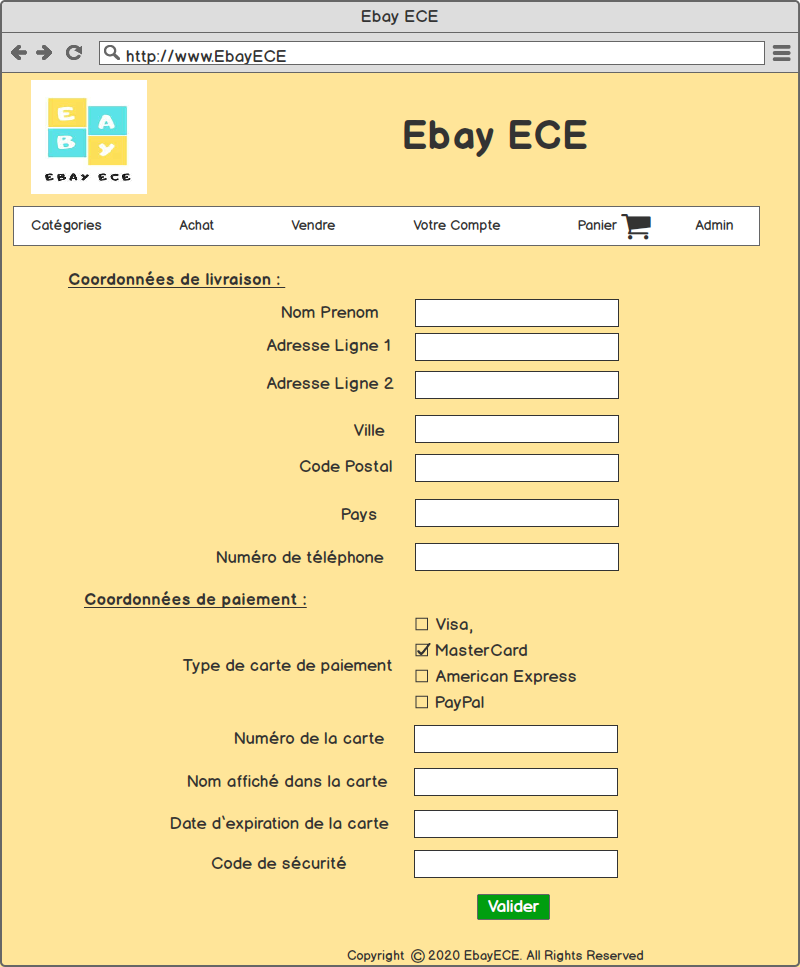 Ebay ECE
http://www.EbayECE
E A
B Y
EBAY ECE
Ebay ECE
Catégories Achat Vendre Votre Compte Panier Admin
Coordonnées de livraison :
Nom Prenom
Adresse Ligne 1
Adresse Ligne 2
Ville
Code Postal
Pays
Numéro de téléphone
Coordonnées de paiement :
Type de carte de paiement
Visa,
MasterCard
American Express
PayPal
Numéro de la carte
Nom affiché dans la carte
Date d`expiration de la carte
Code de sécurité
Valider
Copyright © 2020 EbayECE. All Rights Reserved